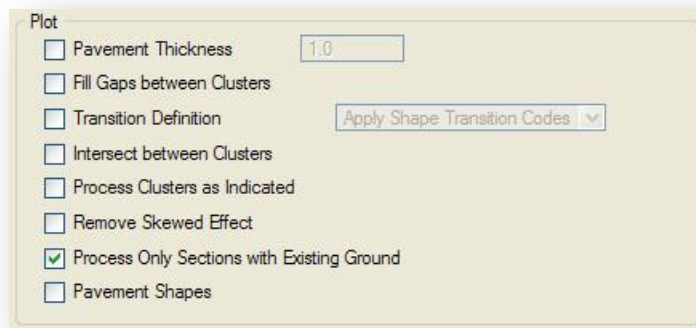 Plot
Pavement Thickness 1.0
Fill Gaps between Clusters
Transition Definition Apply Shape Transition Codes
Intersect between Clusters
Process Clusters as Indicated
Remove Skewed Effect
Process Only Sections with Existing Ground
Pavement Shapes